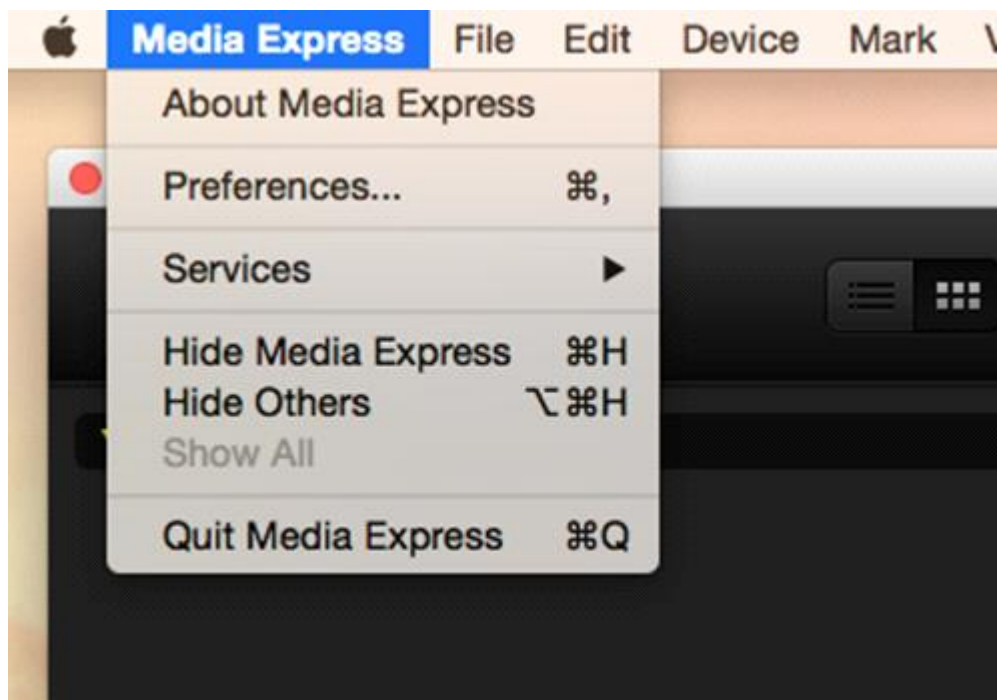 Media Express File Edit Device Mark
About Media Express
Preferences... ⌘,
Services ▶
Hide Media Express ⌘H
Hide Others ⌥⌘H
Show All
Quit Media Express ⌘Q